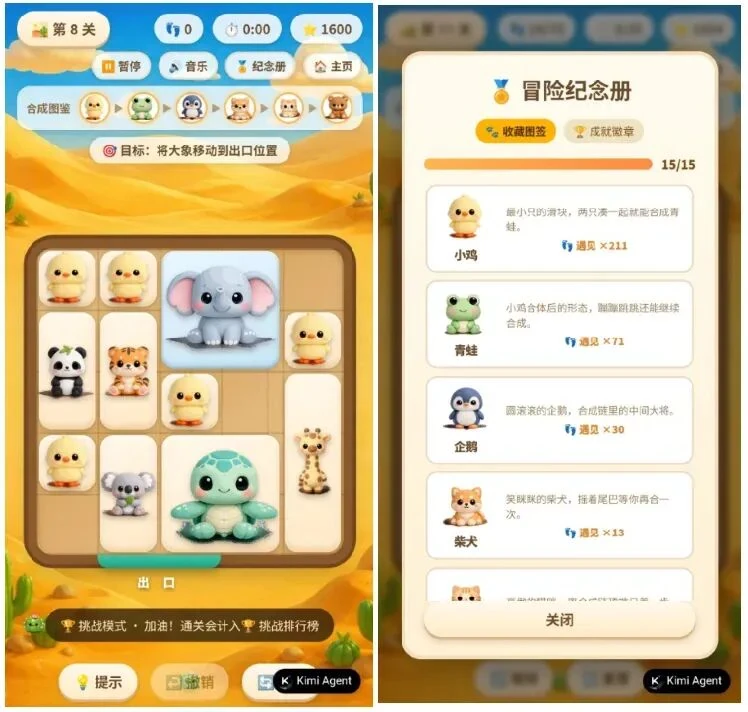 第 8 关
0
0:00
1600
暂停
音乐
纪念册
主页
合成图鉴
目标：将大象移动到出口位置
出 口
挑战模式 · 加油！通关会计入🏆挑战排行榜
提示
撤销
Kimi Agent
冒险纪念册
收藏图签
成就徽章
15/15
小鸡
最小只的滑块，两只凑一起就能合成青
蛙。
遇见 ×211
青蛙
小鸡合体后的形态，蹦蹦跳跳还能继续
合成。
遇见 ×71
企鹅
圆滚滚的企鹅，合成链里的中间大将。
遇见 ×30
柴犬
笑眯眯的柴犬，摇着尾巴等你再合一
次。
遇见 ×13
关闭
Kimi Agent